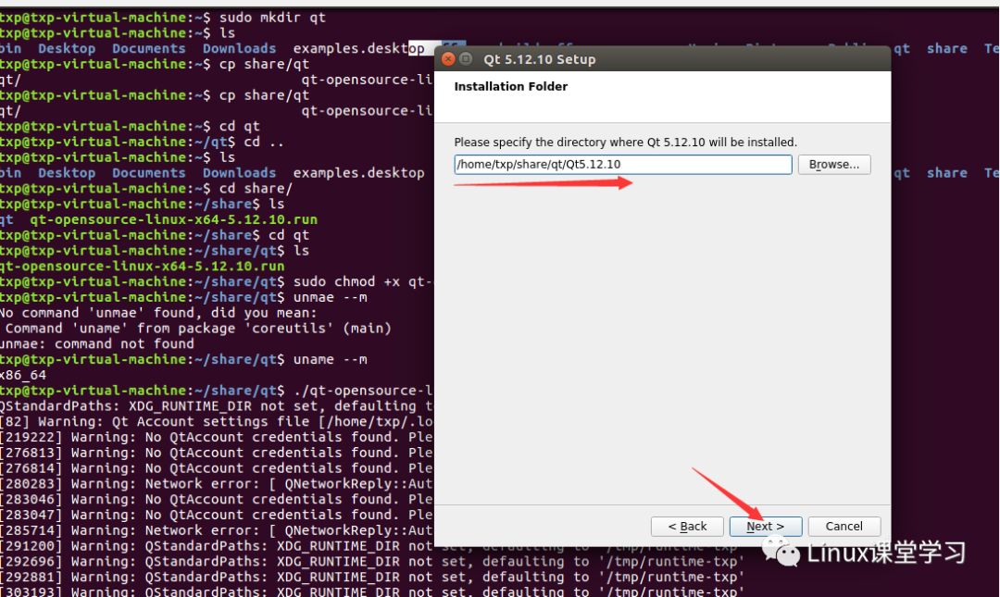 txp@txp-virtual-machine:~$ sudo mkdir qt
txp@txp-virtual-machine:~$ ls
bin Desktop Documents Downloads examples.desktop qt share
txp@txp-virtual-machine:~$ cp share/qt
qt/ qt-opensource-li
txp@txp-virtual-machine:~$ cp share/qt
qt/ qt-opensource-li
txp@txp-virtual-machine:~$ cd qt
txp@txp-virtual-machine:~/qt$ cd ..
txp@txp-virtual-machine:~$ ls
bin Desktop Documents Downloads examples.desktop qt share Te
txp@txp-virtual-machine:~$ cd share/
txp@txp-virtual-machine:~/share$ ls
qt qt-opensource-linux-x64-5.12.10.run
txp@txp-virtual-machine:~/share$ cd qt
txp@txp-virtual-machine:~/share/qt$ ls
qt-opensource-linux-x64-5.12.10.run
txp@txp-virtual-machine:~/share/qt$ sudo chmod +x qt-
txp@txp-virtual-machine:~/share/qt$ unmae --m
No command 'unmae' found, did you mean:
Command 'uname' from package 'coreutils' (main)
unmae: command not found
txp@txp-virtual-machine:~/share/qt$ uname --m
x86_64
txp@txp-virtual-machine:~/share/qt$ ./qt-opensource-l
QStandardPaths: XDG_RUNTIME_DIR not set, defaulting t
[82] Warning: Qt Account settings file [/home/txp/.lo
[219222] Warning: No QtAccount credentials found. Ple
[276813] Warning: No QtAccount credentials found. Ple
[276814] Warning: No QtAccount credentials found. Ple
[280283] Warning: Network error: [ QNetworkReply::Aut
[283046] Warning: No QtAccount credentials found. Ple
[283047] Warning: No QtAccount credentials found. Ple
[285714] Warning: Network error: [ QNetworkReply::Aut
[291200] Warning: QStandardPaths: XDG_RUNTIME_DIR not set, defaulting to '/tmp/runtime-txp'
[292696] Warning: QStandardPaths: XDG_RUNTIME_DIR not set, defaulting to '/tmp/runtime-txp'
[292881] Warning: QStandardPaths: XDG_RUNTIME_DIR not set, defaulting to '/tmp/runtime-txp'
[303193] Warning: QStandardPaths: XDG_RUNTIME_DIR not set, defaulting to '/tmp/runtime-txp'
Qt 5.12.10 Setup
Installation Folder
Please specify the directory where Qt 5.12.10 will be installed.
/home/txp/share/qt/Qt5.12.10
Browse...
< Back
Next >
Cancel
Linux课堂学习